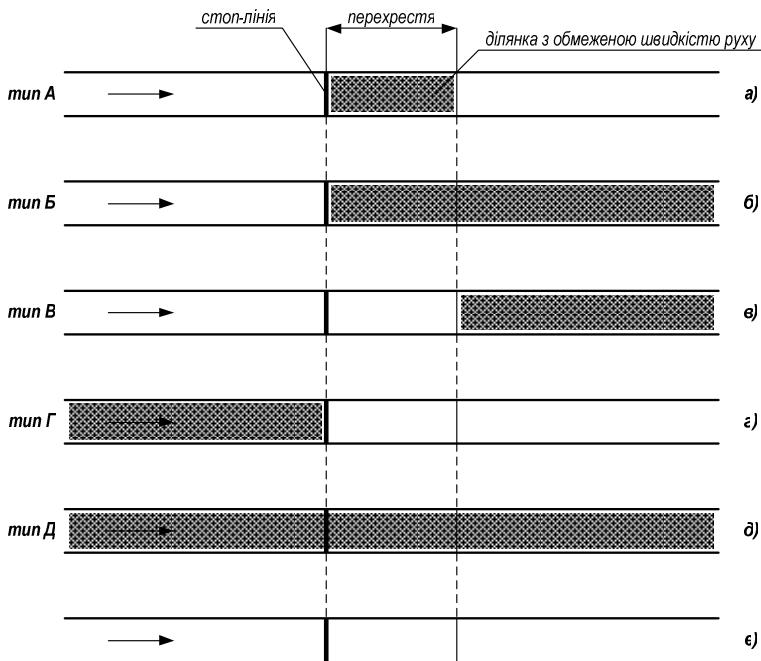 стоп-лінія
перехрестя
ділянка з обмеженою швидкістю руху
тип А
а)
тип Б
б)
тип В
в)
тип Г
г)
тип Д
д)
є)